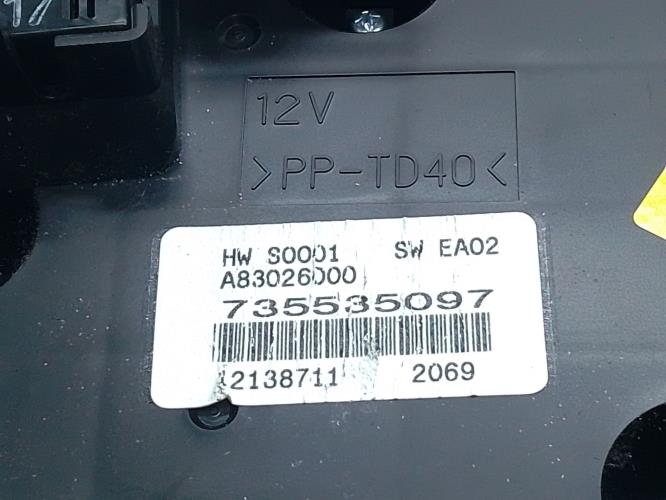 12V
>PP-TD40<
HW S0001 SW EA02
A83026000
735535097
12138711 2069